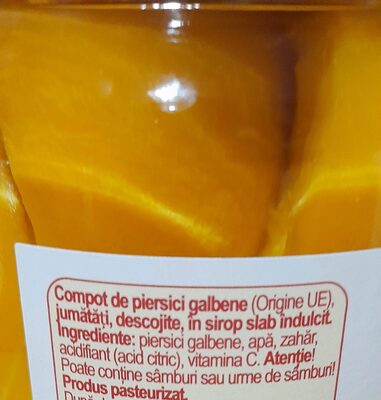 Compot de piersici galbene (Origine UE),
jumătăți, descojite, în sirop slab îndulcit.
Ingrediente: piersici galbene, apă, zahăr,
acidifiant (acid citric), vitamina C. Atenție!
Poate conține sâmburi sau urme de sâmburi!
Produs pasteurizat.